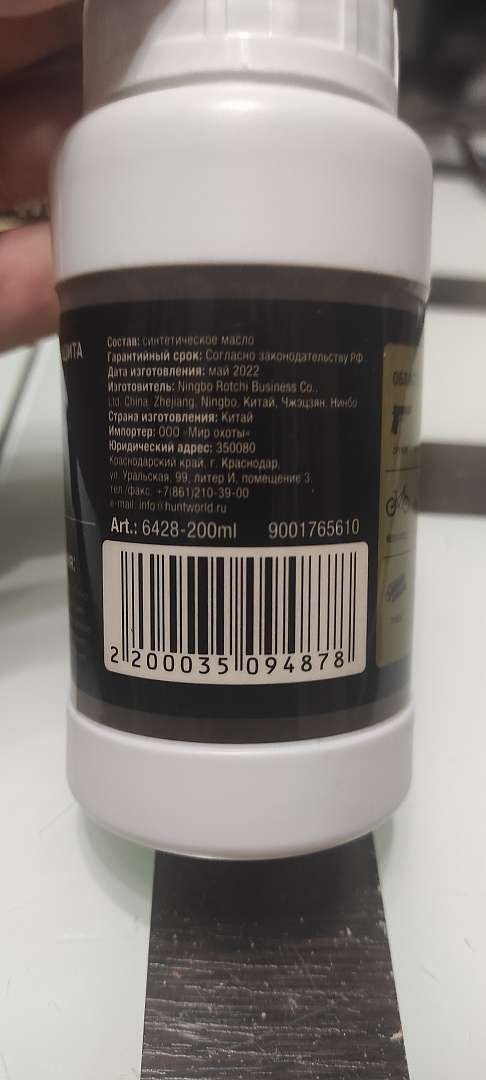 Состав: синтетическое масло
Гарантийный срок: Согласно законодательству РФ
Дата изготовления: май 2022
Изготовитель: Ningbo Rotchi Business Co.,
Ltd. China, Zhejiang, Ningbo. Китай, Чжэцзян, Нинбо
Страна изготовления: Китай
Импортер: ООО «Мир охоты»
Юридический адрес: 350080
Краснодарский край, г. Краснодар,
ул. Уральская, 99, литер И, помещение 3.
тел./факс: +7(861)210-39-00
e-mail: info@huntworld.ru
Art.: 6428-200ml 9001765610
2 200035 094878